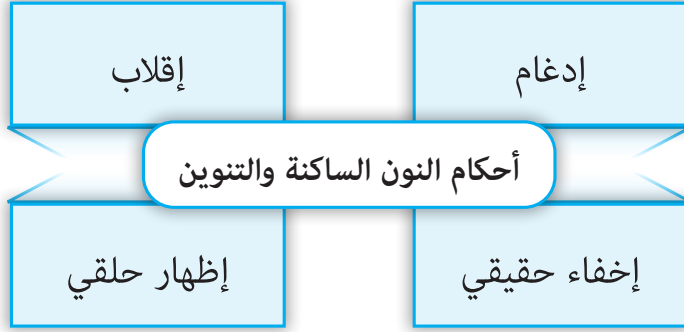 إدغام
إقلاب
أحكام النون الساكنة والتنوين
إخفاء حقيقي
إظهار حلقي